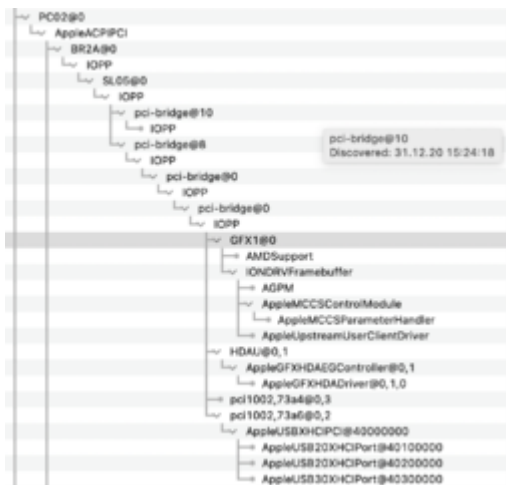 PC02@0
AppleACPIPCI
BR2A@0
IOPP
SL05@0
IOPP
pci-bridge@10
IOPP
pci-bridge@8
IOPP
pci-bridge@0
IOPP
pci-bridge@0
IOPP
GFX1@0
AMDSupport
IONDRVFramebuffer
AGPM
AppleMCCSControlModule
AppleMCCSParameterHandler
AppleUpstreamUserClientDriver
HDAU@0,1
AppleGFXHDAEGController@0,1
AppleGFXHDADriver@0,1,0
pci1002,73a4@0,3
pci1002,73a6@0,2
AppleUSBXHCIPCI@40000000
AppleUSB20XHCIPort@40100000
AppleUSB20XHCIPort@40200000
AppleUSB30XHCIPort@40300000
pci-bridge@10
Discovered: 31.12.20 15:24:18